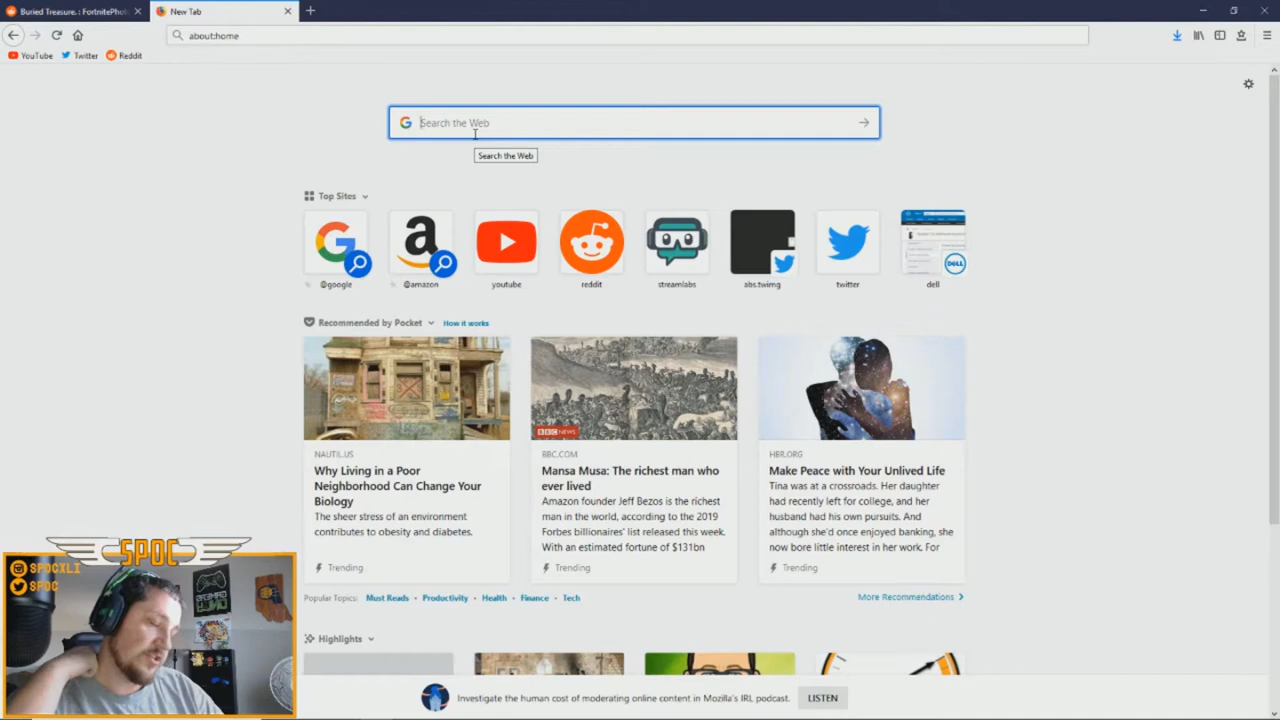 Buried Treasure. : FortnitePhot
New Tab
about:home
YouTube
Twitter
Reddit
Search the Web
Search the Web
Top Sites
@google
@amazon
youtube
reddit
streamlabs
abs.twimg
twitter
dell
DELL
Recommended by Pocket
How it works
BBC NEWS
NAUTIL.US
Why Living in a Poor
Neighborhood Can Change Your
Biology
The sheer stress of an environment
contributes to obesity and diabetes.
Trending
BBC.COM
Mansa Musa: The richest man who
ever lived
Amazon founder Jeff Bezos is the richest
man in the world, according to the 2019
Forbes billionaires' list released this week.
With an estimated fortune of $131bn
Trending
HBR.ORG
Make Peace with Your Unlived Life
Tina was at a crossroads. Her daughter
had recently left for college, and her
husband had his own pursuits. And
although she'd once enjoyed banking, she
now bore little interest in her work. For
Trending
Popular Topics: Must Reads · Productivity · Health · Finance · Tech
More Recommendations
Highlights
Investigate the human cost of moderating online content in Mozilla's IRL podcast.
LISTEN
SPOC
SPOCXLI
SPOC